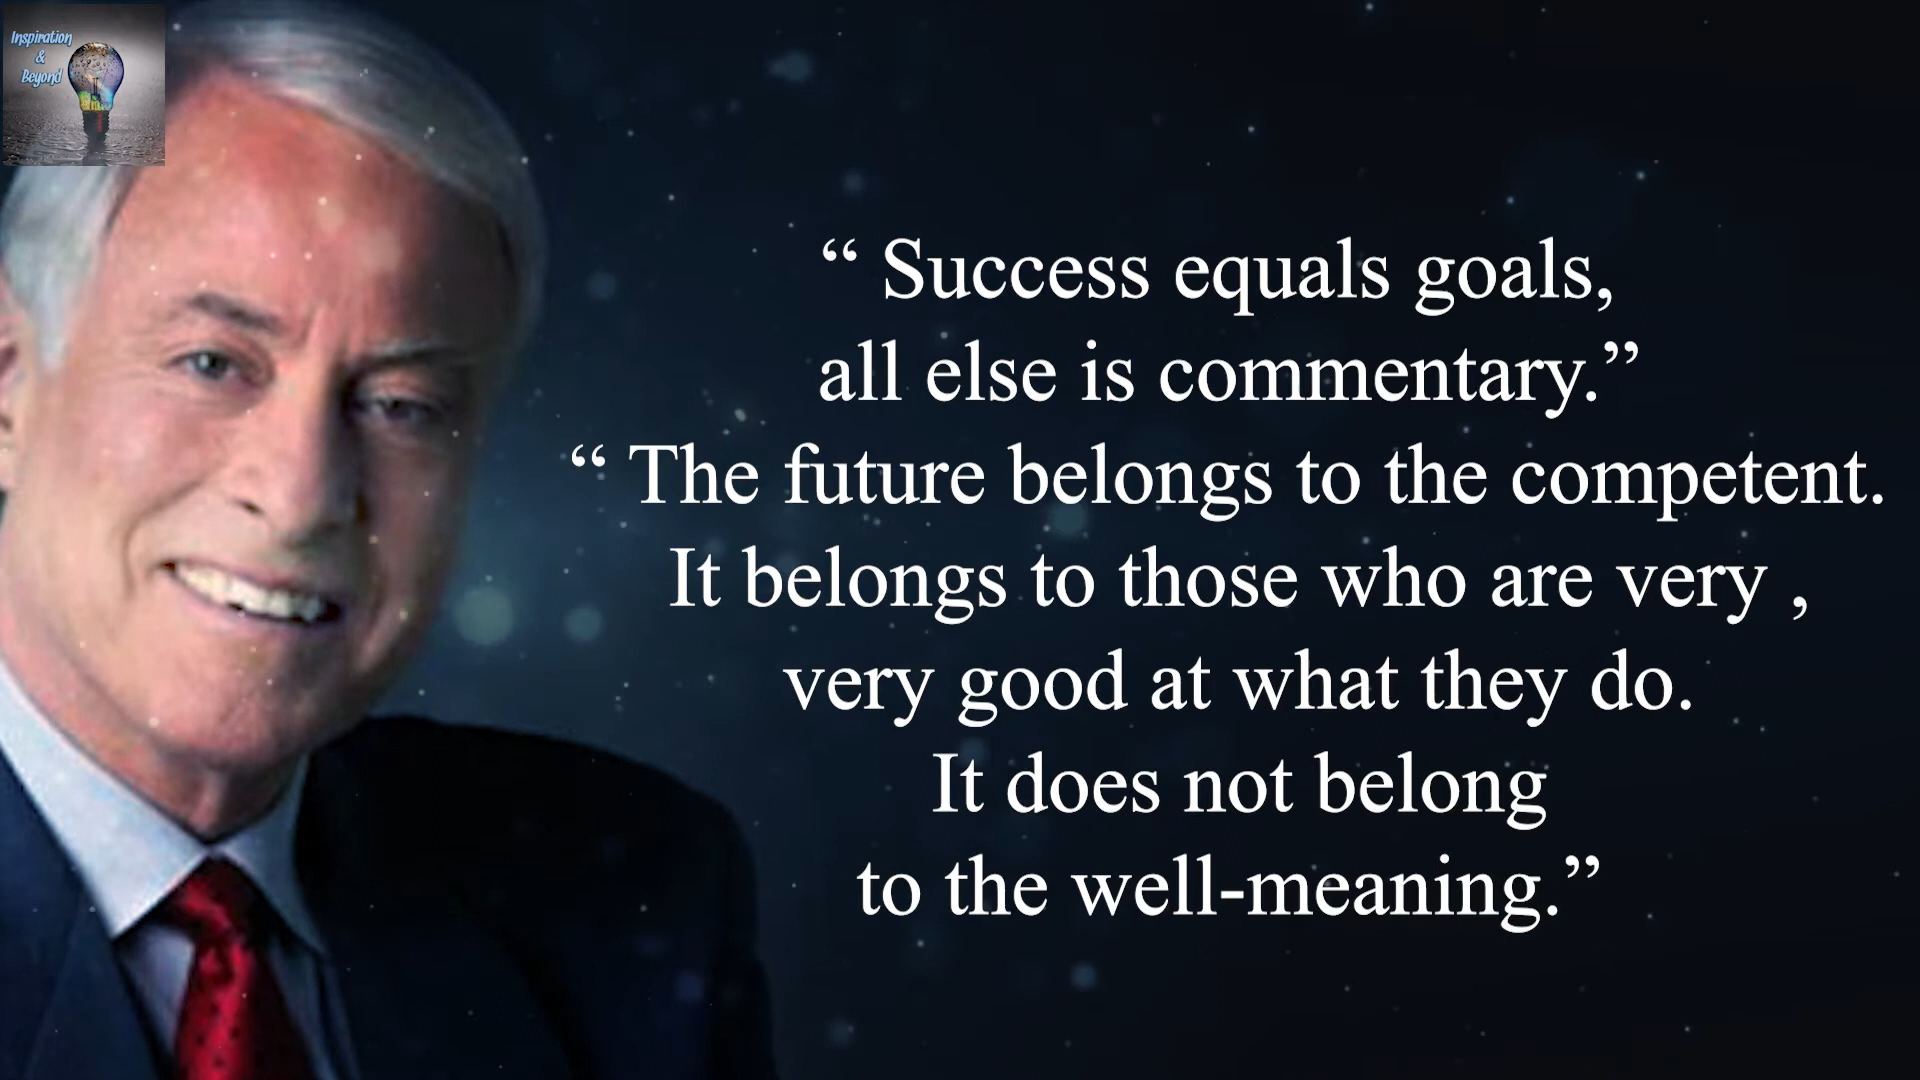 Inspiration
&
Beyond
“ Success equals goals,
all else is commentary.”
“ The future belongs to the competent.
It belongs to those who are very ,
very good at what they do.
It does not belong
to the well-meaning.”